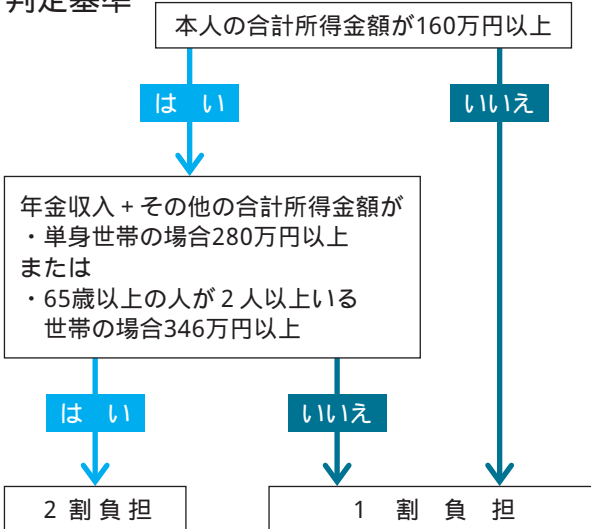 判定基準
本人の合計所得金額が160万円以上
は い
いいえ
年金収入+その他の合計所得金額が
・単身世帯の場合280万円以上
または
・65歳以上の人が2人以上いる
世帯の場合346万円以上
は い
いいえ
2割負担
1 割 負 担